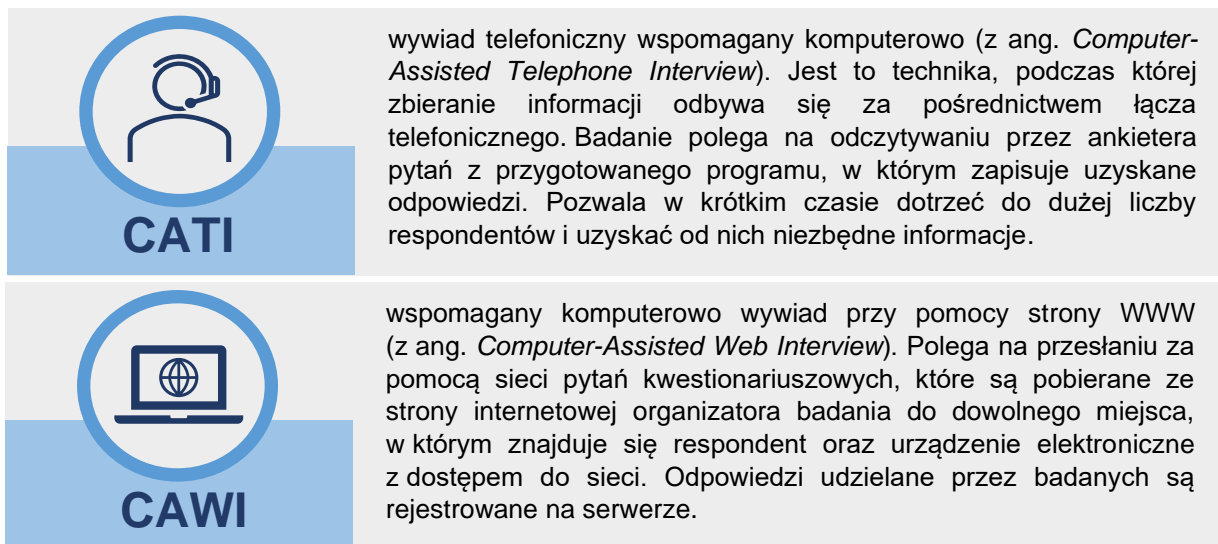 CATI
wywiad telefoniczny wspomagany komputerowo (z ang. Computer-
Assisted Telephone Interview). Jest to technika, podczas której
zbieranie informacji odbywa się za pośrednictwem łącza
telefonicznego. Badanie polega na odczytywaniu przez ankietera
pytań z przygotowanego programu, w którym zapisuje uzyskane
odpowiedzi. Pozwala w krótkim czasie dotrzeć do dużej liczby
respondentów i uzyskać od nich niezbędne informacje.
CAWI
wspomagany komputerowo wywiad przy pomocy strony WWW
(z ang. Computer-Assisted Web Interview). Polega na przesłaniu za
pomocą sieci pytań kwestionariuszowych, które są pobierane ze
strony internetowej organizatora badania do dowolnego miejsca,
w którym znajduje się respondent oraz urządzenie elektroniczne
z dostępem do sieci. Odpowiedzi udzielane przez badanych są
rejestrowane na serwerze.